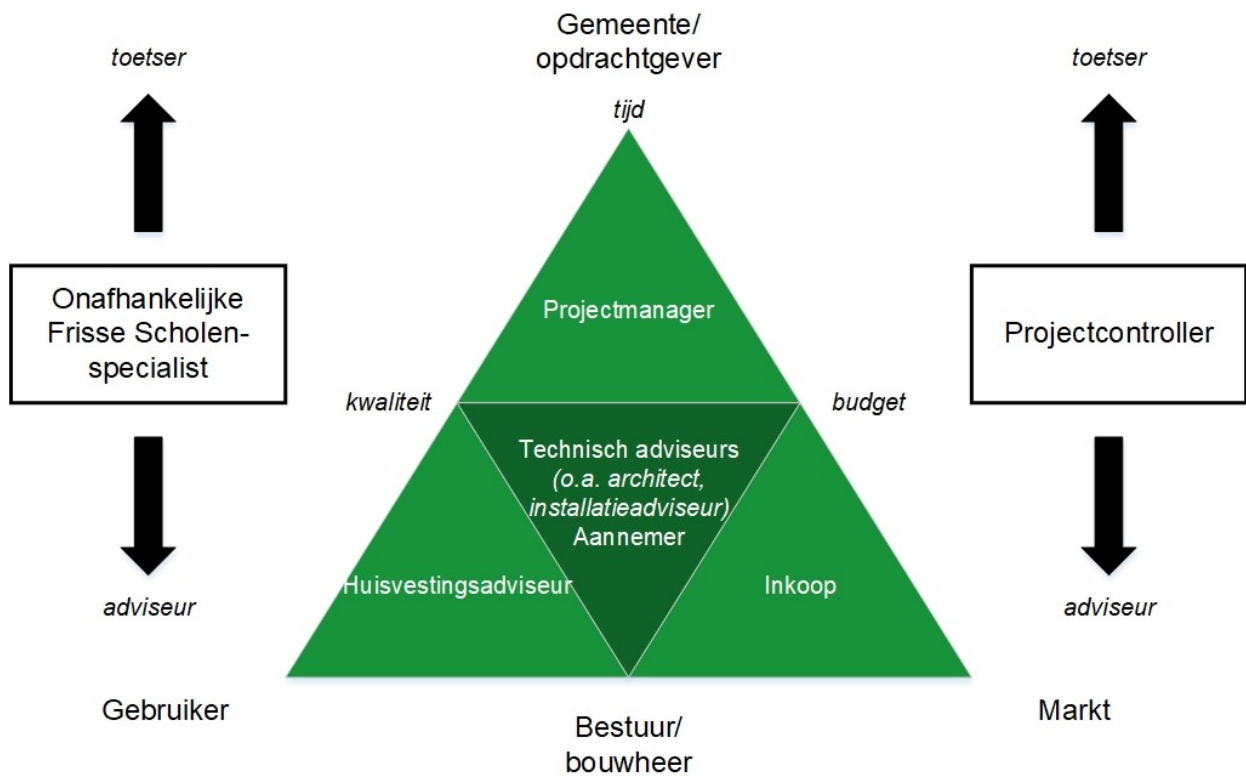 Gemeente/
opdrachtgever
toetser
toetser
tijd
Onafhankelijke
Frisse Scholen-
specialist
Projectmanager
Projectcontroller
kwaliteit
budget
Technisch adviseurs
(o.a. architect,
installatieadviseur)
Aannemer
Huisvestingsadviseur
Inkoop
adviseur
adviseur
Gebruiker
Markt
Bestuur/
bouwheer